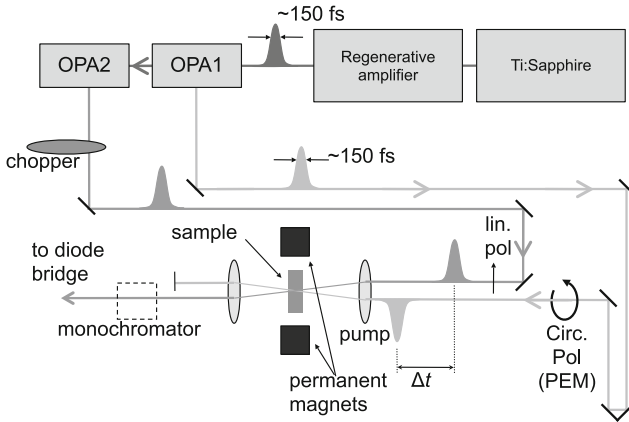 ~150 fs
OPA2
OPA1
Regenerative
amplifier
Ti:Sapphire
chopper
~150 fs
lin.
pol
sample
to diode
bridge
monochromator
pump
permanent
magnets
Δt
Circ.
Pol
(PEM)